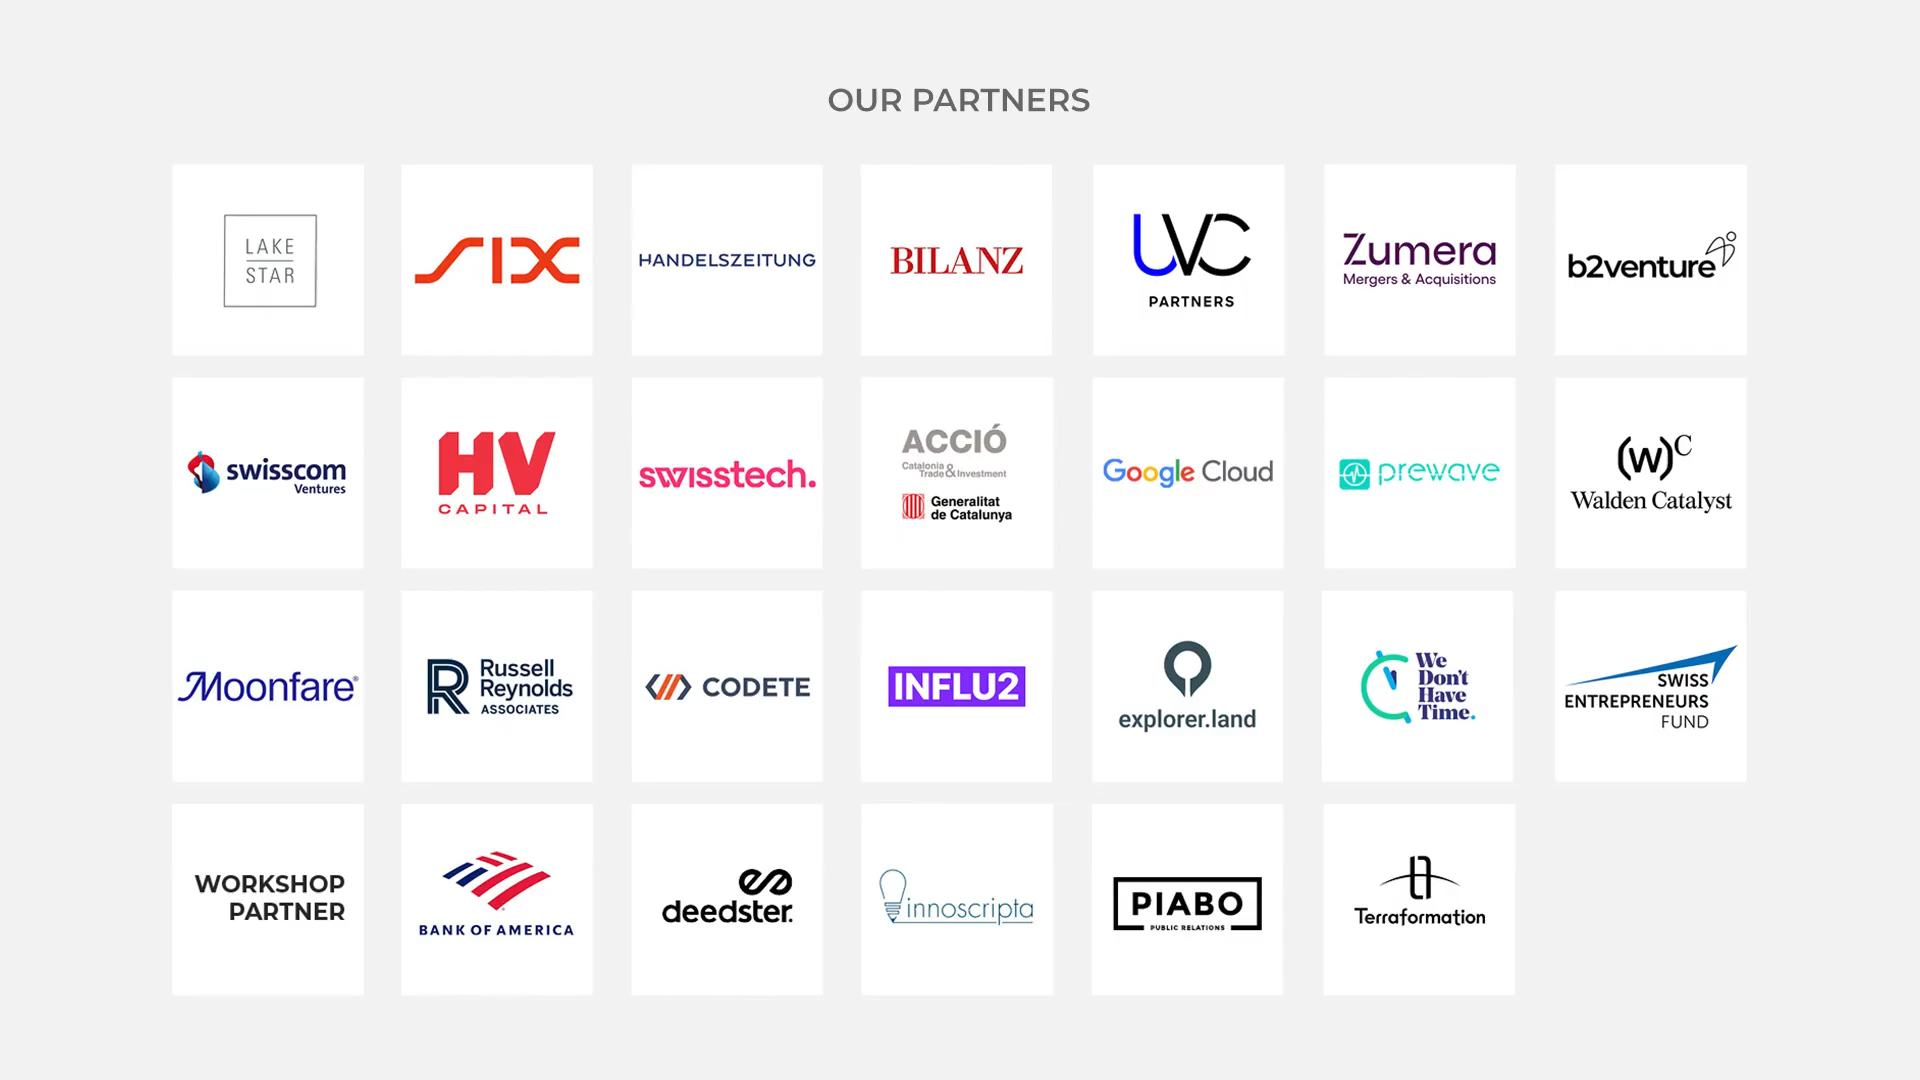 OUR PARTNERS
LAKE
STAR
SIX
HANDELSZEITUNG
BILANZ
UVC
PARTNERS
Zumera
Mergers & Acquisitions
b2venture
swisscom
Ventures
HV
CAPITAL
swisstech.
ACCIÓ
Catalonia
Trade & Investment
Generalitat
de Catalunya
Google Cloud
prewave
(W)C
Walden Catalyst
Moonfare®
Russell
Reynolds
ASSOCIATES
CODETE
INFLU2
explorer.land
We
Don't
Have
Time.
SWISS
ENTREPRENEURS
FUND
WORKSHOP
PARTNER
BANK OF AMERICA
deedster.
innoscripta
PIABO
PUBLIC RELATIONS
Terraformation